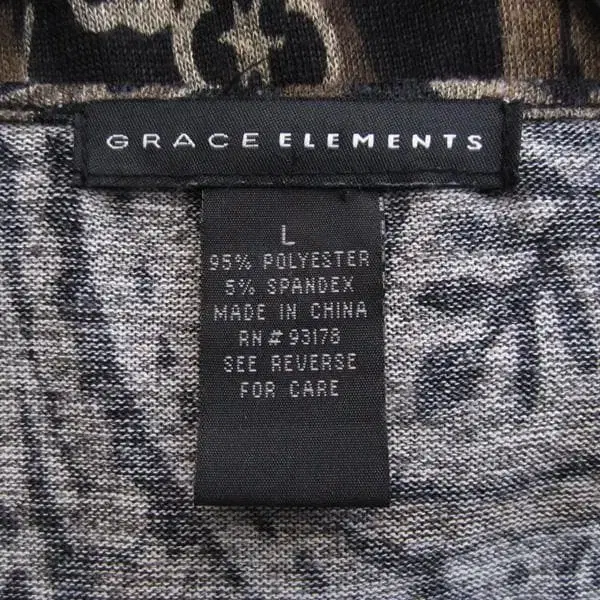 GRACE ELEMENTS
L
95% POLYESTER
5% SPANDEX
MADE IN CHINA
RN# 93178
SEE REVERSE
FOR CARE